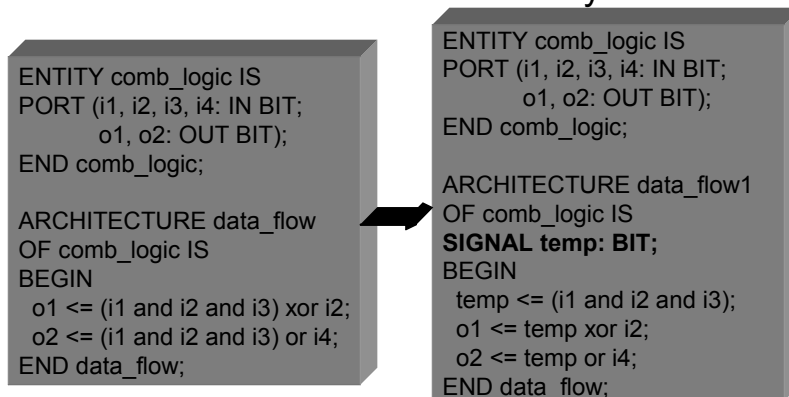 ENTITY comb_logic IS
PORT (i1, i2, i3, i4: IN BIT;
o1, o2: OUT BIT);
END comb_logic;
ARCHITECTURE data_flow
OF comb_logic IS
BEGIN
o1 <= (i1 and i2 and i3) xor i2;
o2 <= (i1 and i2 and i3) or i4;
END data_flow;
ENTITY comb_logic IS
PORT (i1, i2, i3, i4: IN BIT;
o1, o2: OUT BIT);
END comb_logic;
ARCHITECTURE data_flow1
OF comb_logic IS
SIGNAL temp: BIT;
BEGIN
temp <= (i1 and i2 and i3);
o1 <= temp xor i2;
o2 <= temp or i4;
END data_flow;